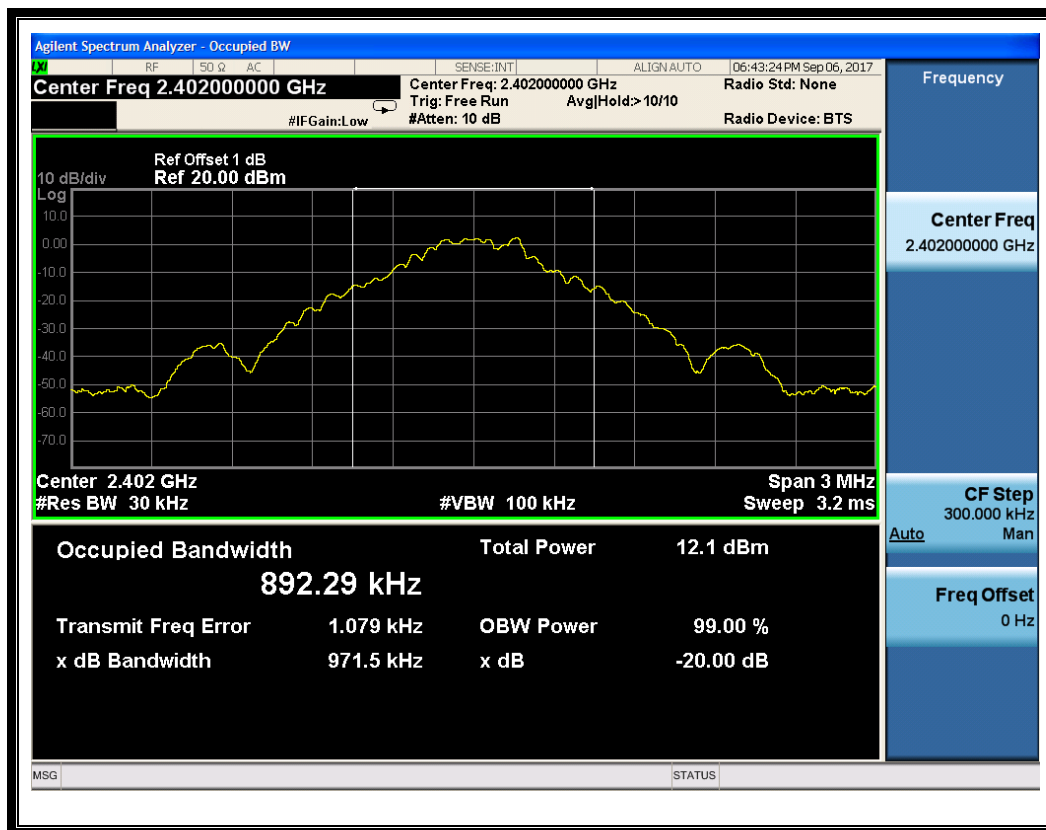 Agilent Spectrum Analyzer - Occupied BW
LXI RF 50 Ω AC SENSE:INT ALIGN AUTO 06:43:24 PM Sep 06, 2017
Center Freq 2.402000000 GHz
Center Freq: 2.402000000 GHz Radio Std: None
Trig: Free Run Avg|Hold:>10/10
#IFGain:Low #Atten: 10 dB Radio Device: BTS
Ref Offset 1 dB
10 dB/div Ref 20.00 dBm
Log
10.0
0.00
-10.0
-20.0
-30.0
-40.0
-50.0
-60.0
-70.0
Center 2.402 GHz Span 3 MHz
#Res BW 30 kHz #VBW 100 kHz Sweep 3.2 ms
Occupied Bandwidth Total Power 12.1 dBm
892.29 kHz
Transmit Freq Error 1.079 kHz OBW Power 99.00 %
x dB Bandwidth 971.5 kHz x dB -20.00 dB
Frequency
Center Freq
2.402000000 GHz
CF Step
300.000 kHz
Auto Man
Freq Offset
0 Hz
MSG STATUS